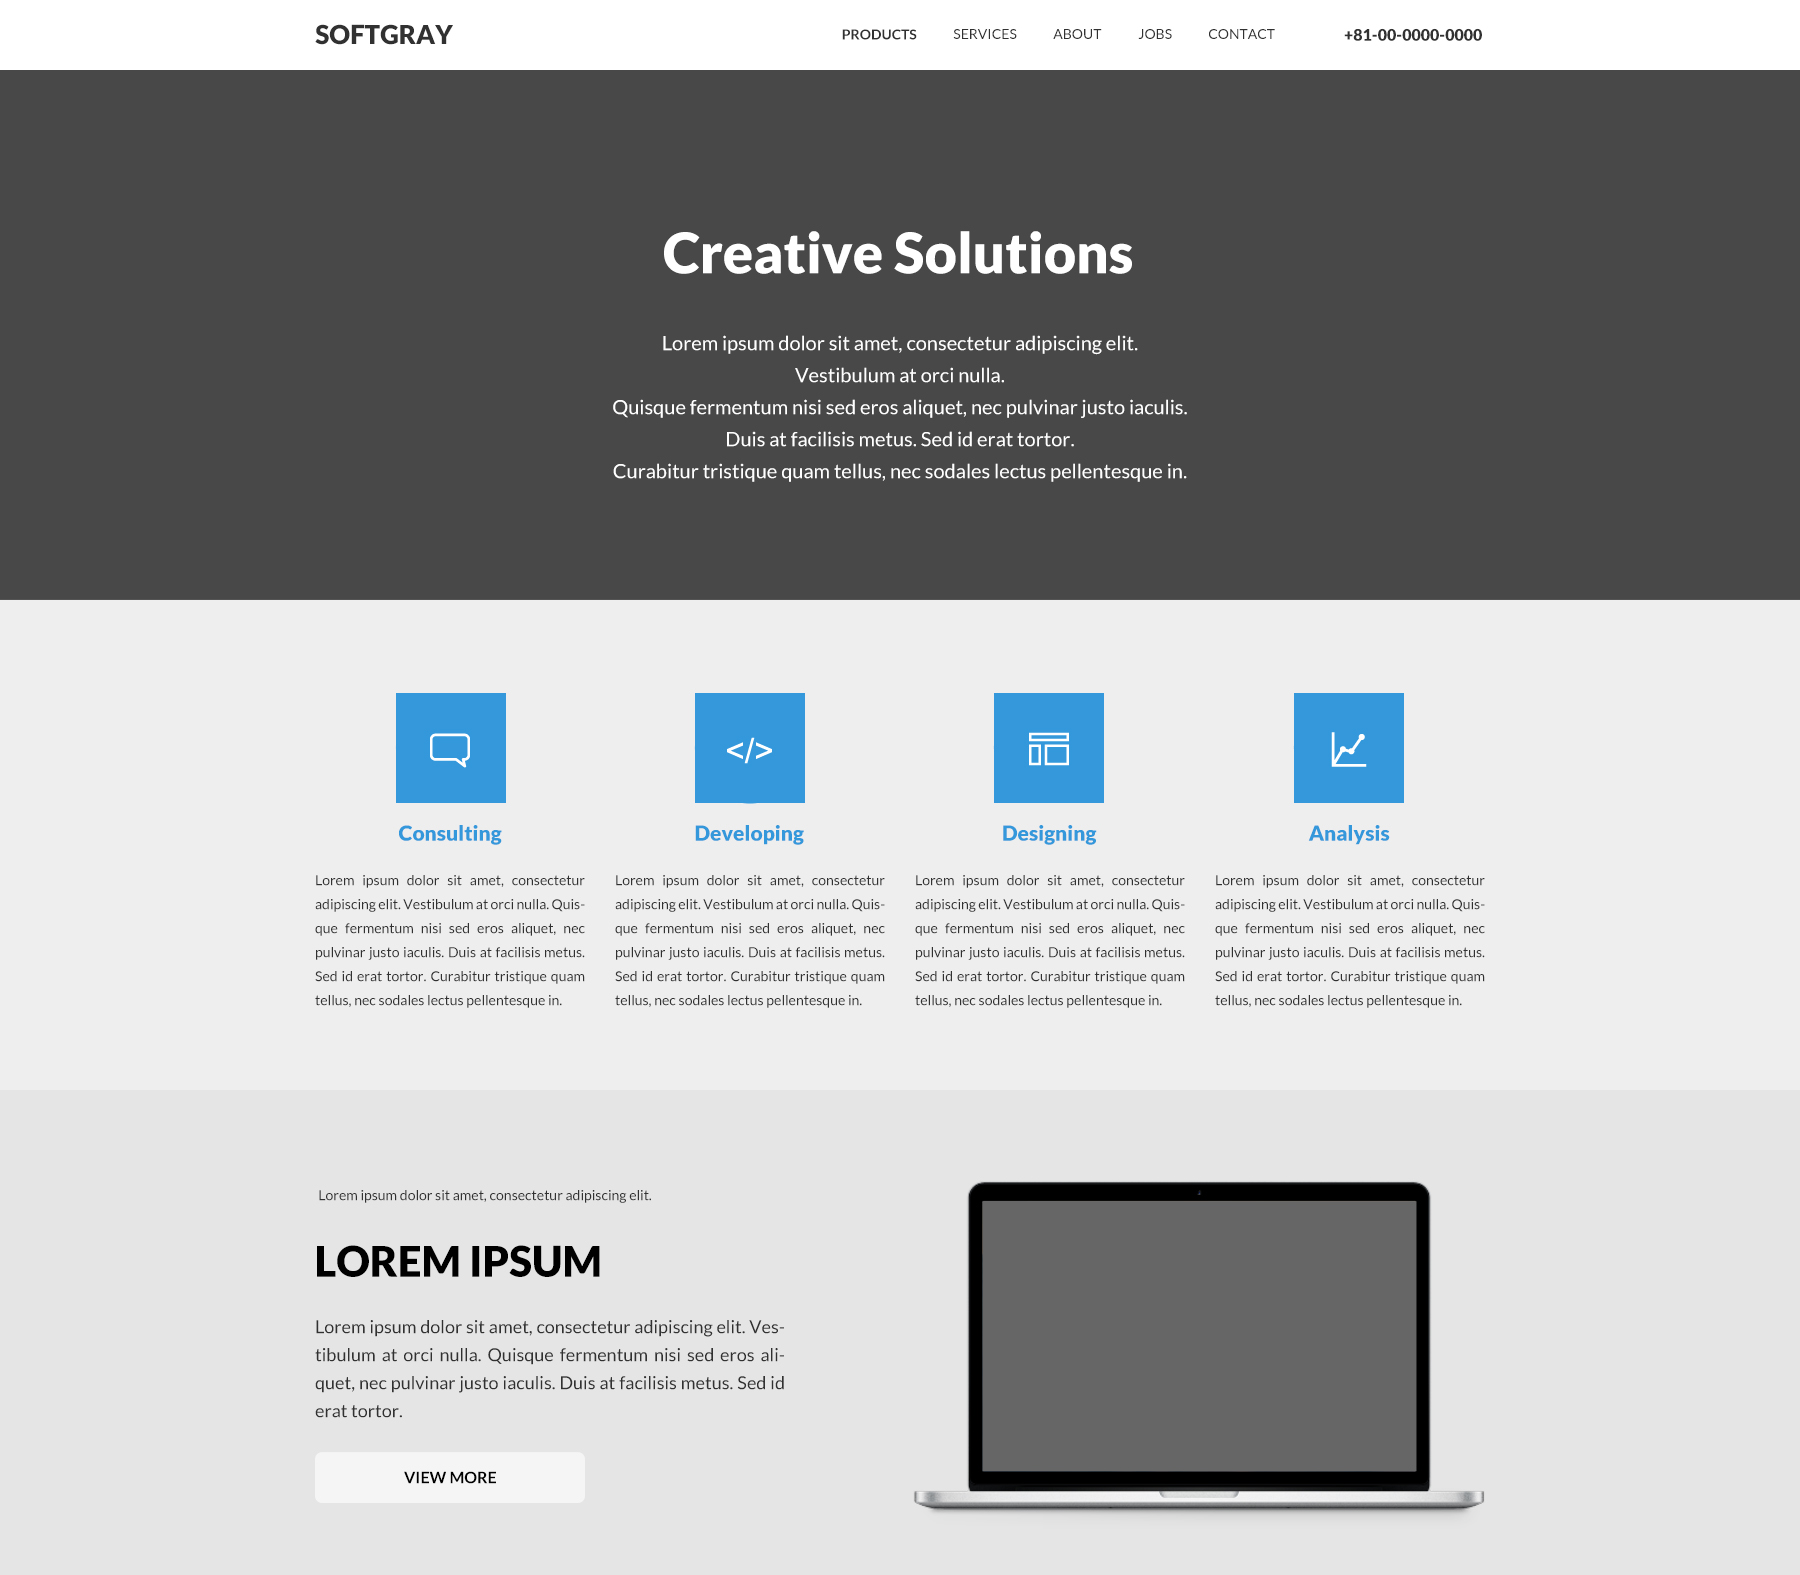 SOFTGRAY
PRODUCTS SERVICES ABOUT JOBS CONTACT +81-00-0000-0000
Creative Solutions
Lorem ipsum dolor sit amet, consectetur adipiscing elit.
Vestibulum at orci nulla.
Quisque fermentum nisi sed eros aliquet, nec pulvinar justo iaculis.
Duis at facilisis metus. Sed id erat tortor.
Curabitur tristique quam tellus, nec sodales lectus pellentesque in.
</>
Consulting
Lorem ipsum dolor sit amet, consectetur
adipiscing elit. Vestibulum at orci nulla. Quis-
que fermentum nisi sed eros aliquet, nec
pulvinar justo iaculis. Duis at facilisis metus.
Sed id erat tortor. Curabitur tristique quam
tellus, nec sodales lectus pellentesque in.
Developing
Lorem ipsum dolor sit amet, consectetur
adipiscing elit. Vestibulum at orci nulla. Quis-
que fermentum nisi sed eros aliquet, nec
pulvinar justo iaculis. Duis at facilisis metus.
Sed id erat tortor. Curabitur tristique quam
tellus, nec sodales lectus pellentesque in.
Designing
Lorem ipsum dolor sit amet, consectetur
adipiscing elit. Vestibulum at orci nulla. Quis-
que fermentum nisi sed eros aliquet, nec
pulvinar justo iaculis. Duis at facilisis metus.
Sed id erat tortor. Curabitur tristique quam
tellus, nec sodales lectus pellentesque in.
Analysis
Lorem ipsum dolor sit amet, consectetur
adipiscing elit. Vestibulum at orci nulla. Quis-
que fermentum nisi sed eros aliquet, nec
pulvinar justo iaculis. Duis at facilisis metus.
Sed id erat tortor. Curabitur tristique quam
tellus, nec sodales lectus pellentesque in.
Lorem ipsum dolor sit amet, consectetur adipiscing elit.
LOREM IPSUM
Lorem ipsum dolor sit amet, consectetur adipiscing elit. Ves-
tibulum at orci nulla. Quisque fermentum nisi sed eros ali-
quet, nec pulvinar justo iaculis. Duis at facilisis metus. Sed id
erat tortor.
VIEW MORE